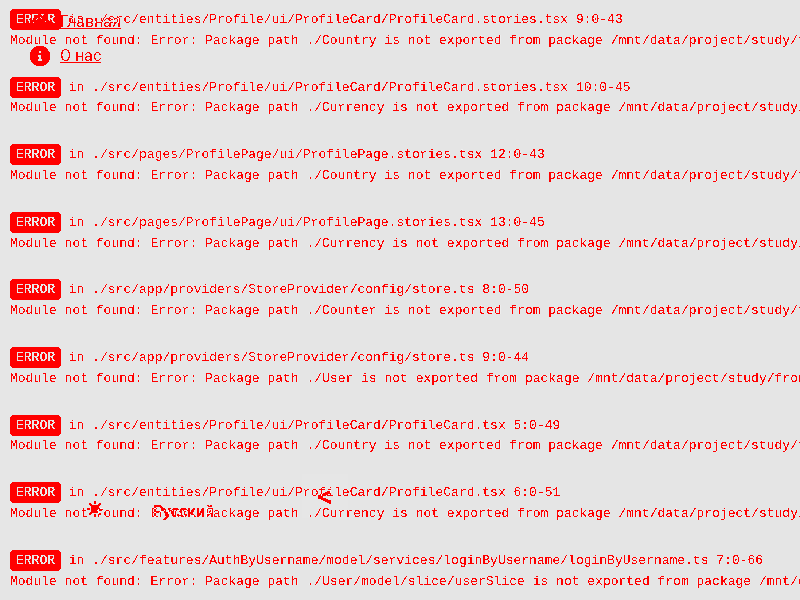 ERROR in ./src/entities/Profile/ui/ProfileCard/ProfileCard.stories.tsx 9:0-43
Главная
Module not found: Error: Package path ./Country is not exported from package /mnt/data/project/study/
О нас
ERROR in ./src/entities/Profile/ui/ProfileCard/ProfileCard.stories.tsx 10:0-45
Module not found: Error: Package path ./Currency is not exported from package /mnt/data/project/study
ERROR in ./src/pages/ProfilePage/ui/ProfilePage.stories.tsx 12:0-43
Module not found: Error: Package path ./Country is not exported from package /mnt/data/project/study/
ERROR in ./src/pages/ProfilePage/ui/ProfilePage.stories.tsx 13:0-45
Module not found: Error: Package path ./Currency is not exported from package /mnt/data/project/study
ERROR in ./src/app/providers/StoreProvider/config/store.ts 8:0-50
Module not found: Error: Package path ./Counter is not exported from package /mnt/data/project/study/
ERROR in ./src/app/providers/StoreProvider/config/store.ts 9:0-44
Module not found: Error: Package path ./User is not exported from package /mnt/data/project/study/fro
ERROR in ./src/entities/Profile/ui/ProfileCard/ProfileCard.tsx 5:0-49
Module not found: Error: Package path ./Country is not exported from package /mnt/data/project/study/
ERROR in ./src/entities/Profile/ui/ProfileCard/ProfileCard.tsx 6:0-51
<
Module not found: Error: Package path ./Currency is not exported from package /mnt/data/project/study
Русский
ERROR in ./src/features/AuthByUsername/model/services/loginByUsername/loginByUsername.ts 7:0-66
Module not found: Error: Package path ./User/model/slice/userSlice is not exported from package /mnt/